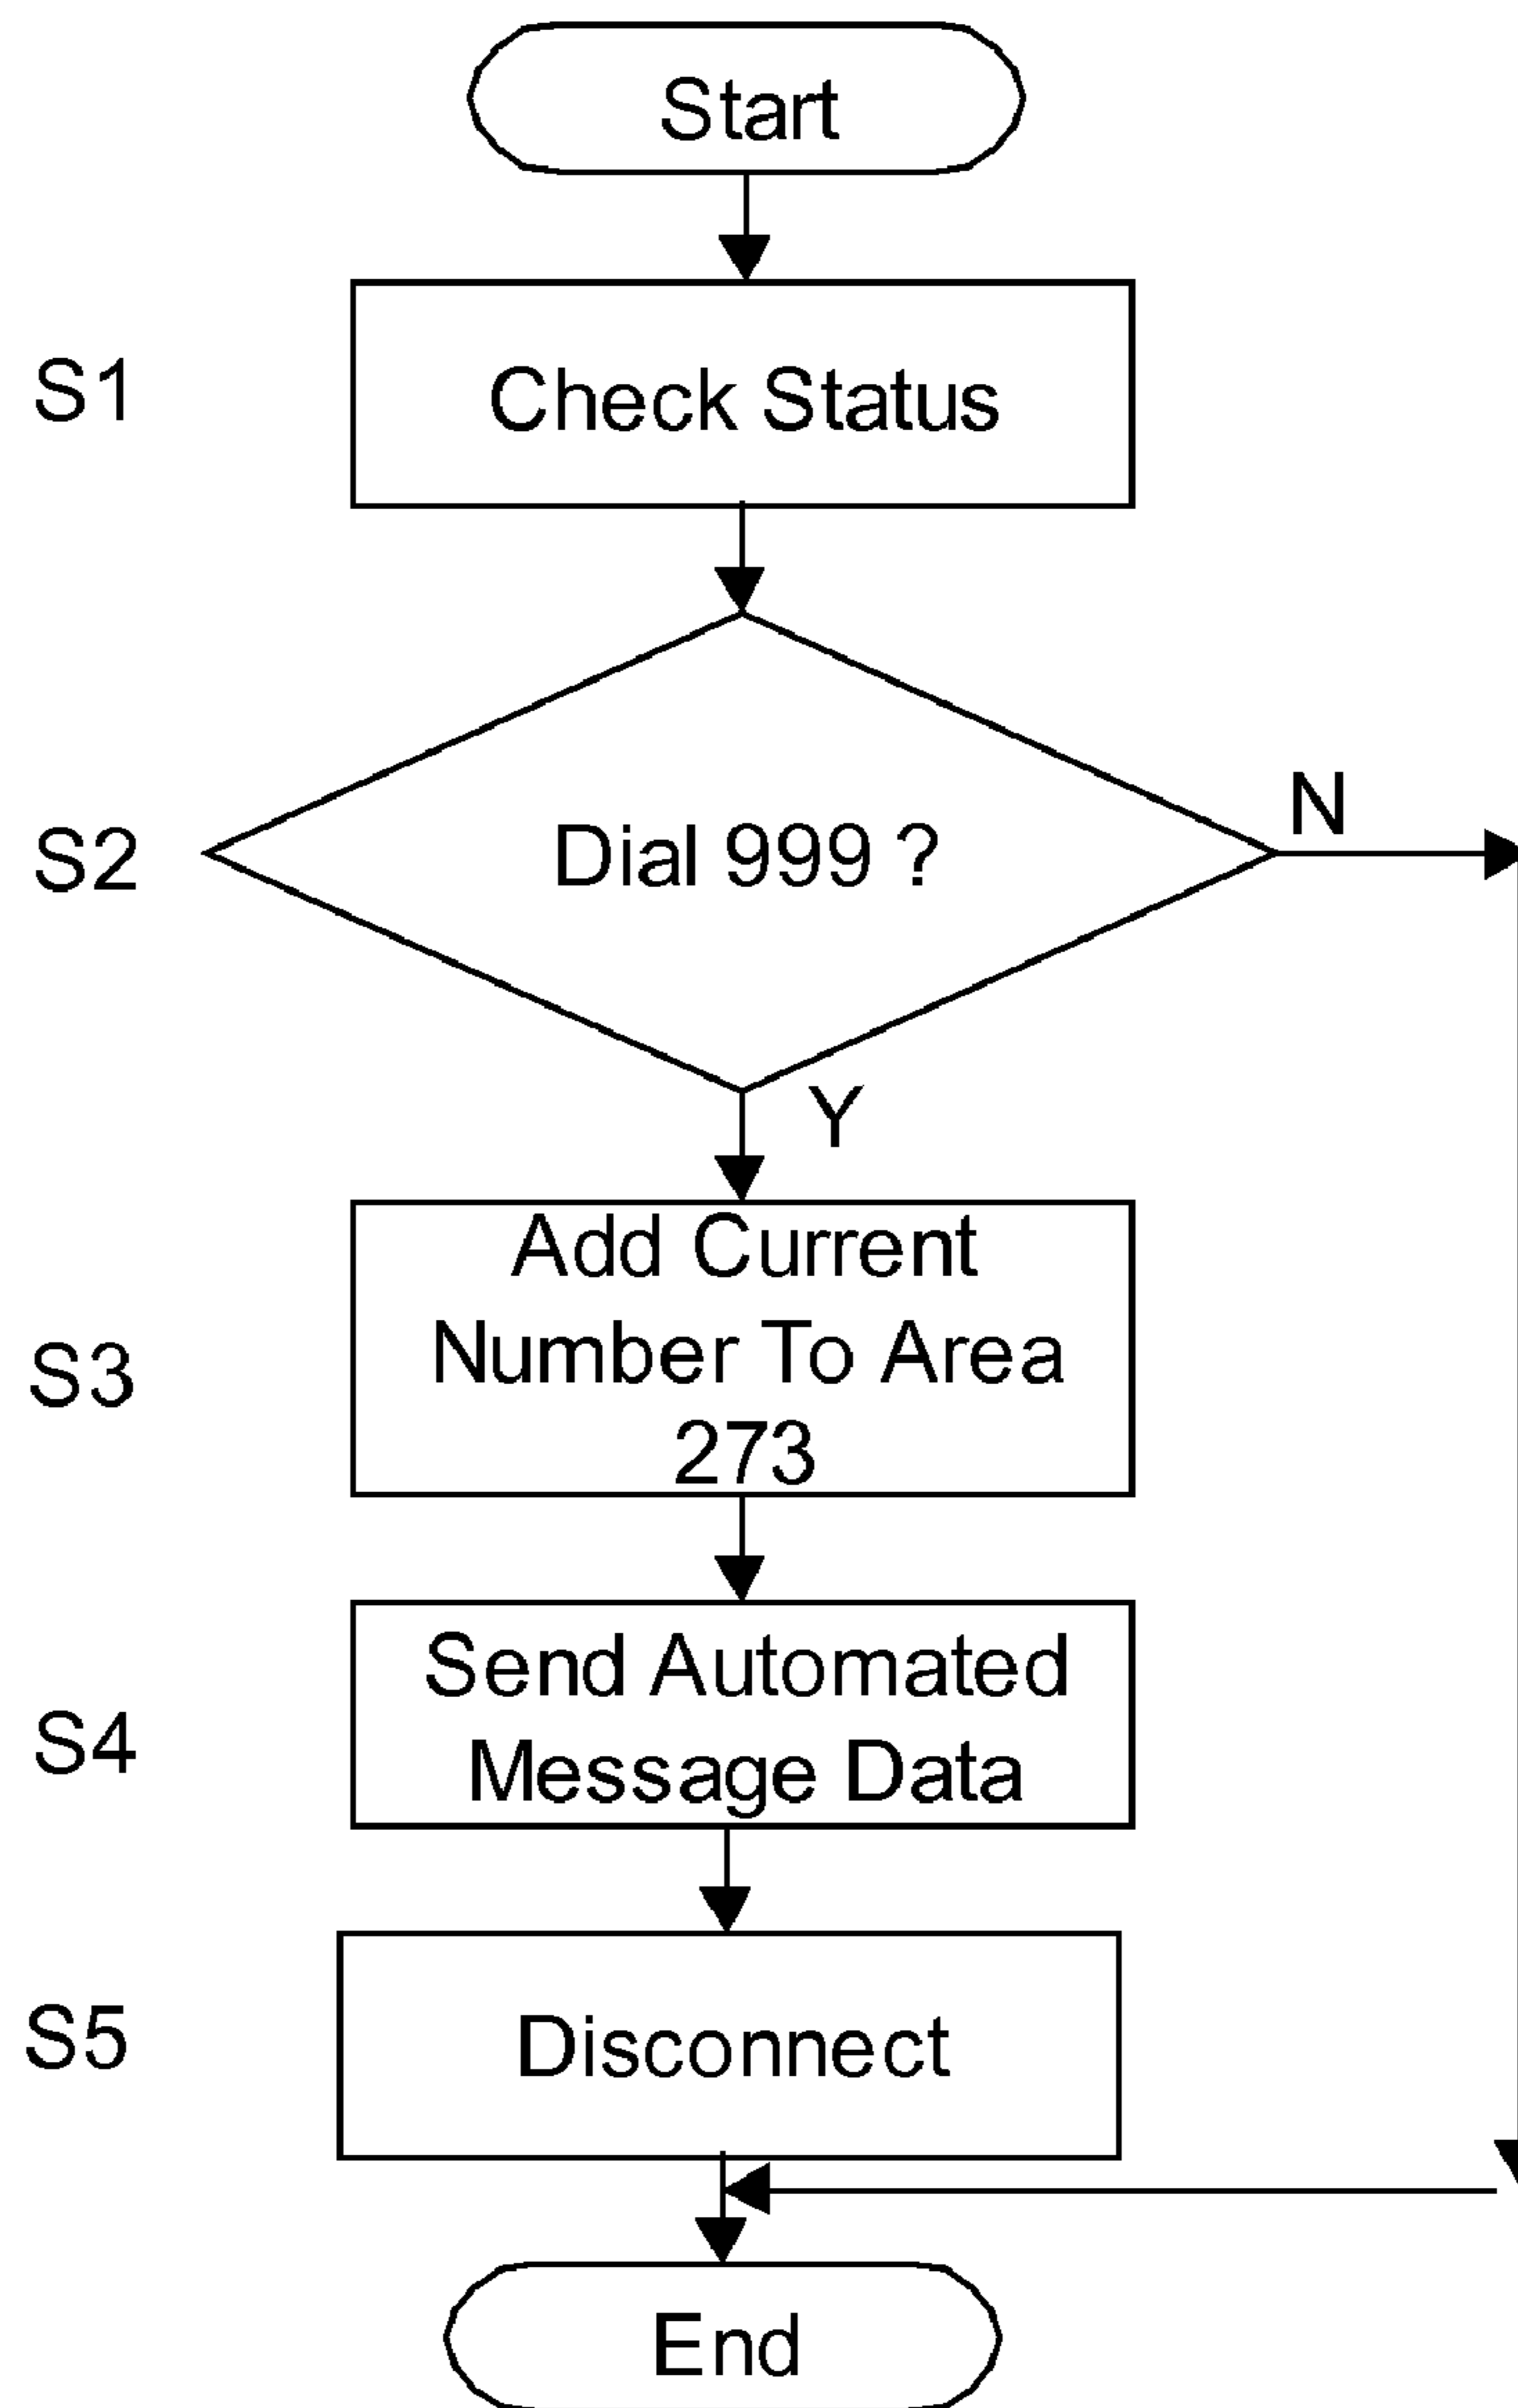 Start
S1
Check Status
S2
Dial 999 ?
N
Y
S3
Add Current
Number To Area
273
S4
Send Automated
Message Data
S5
Disconnect
End